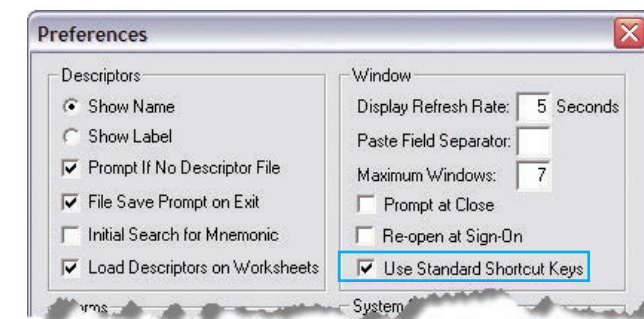 Preferences
Descriptors
Show Name
Show Label
Prompt If No Descriptor File
File Save Prompt on Exit
Initial Search for Mnemonic
Load Descriptors on Worksheets
Window
Display Refresh Rate: 5 Seconds
Paste Field Separator:
Maximum Windows: 7
Prompt at Close
Re-open at Sign-On
Use Standard Shortcut Keys
System